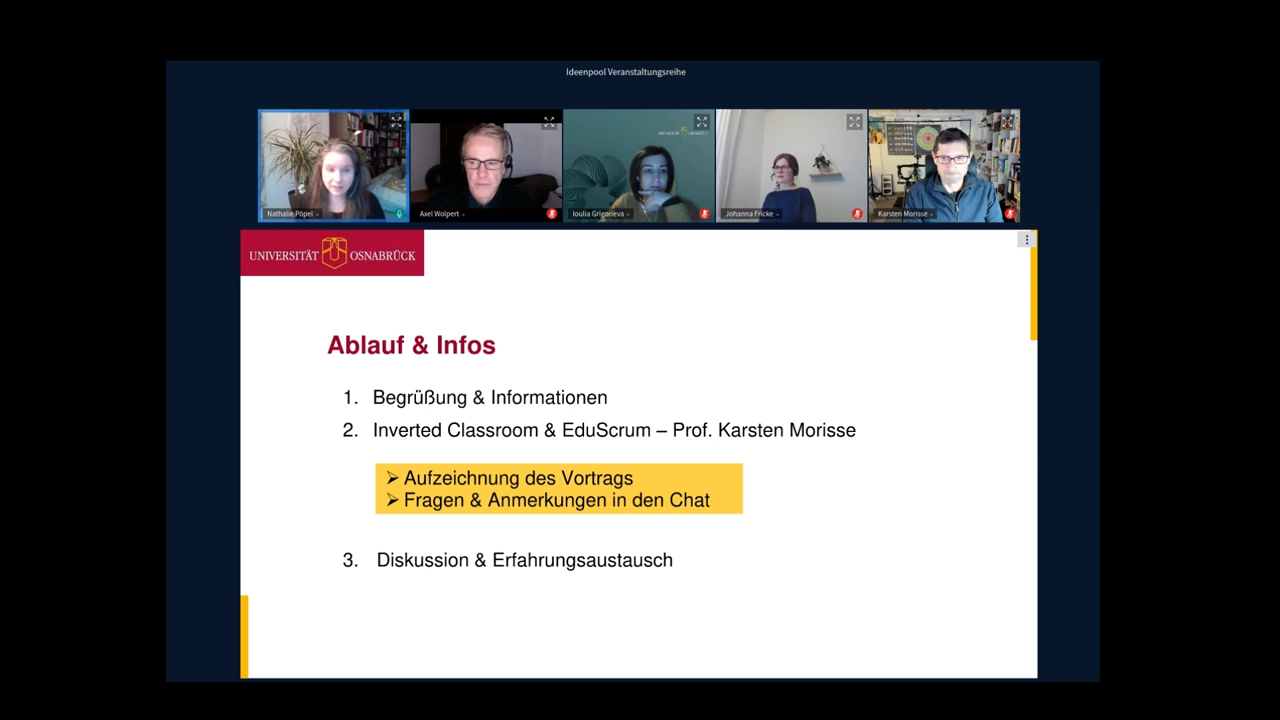 Ideenpool Veranstaltungsreihe
Nathalie Pöpel
Axel Wolpert
Ioulia Grigorieva
Johanna Fricke
Karsten Morisse
UNIVERSITÄT OSNABRÜCK
Ablauf & Infos
1. Begrüßung & Informationen
2. Inverted Classroom & EduScrum – Prof. Karsten Morisse
➢ Aufzeichnung des Vortrags
➢ Fragen & Anmerkungen in den Chat
3. Diskussion & Erfahrungsaustausch